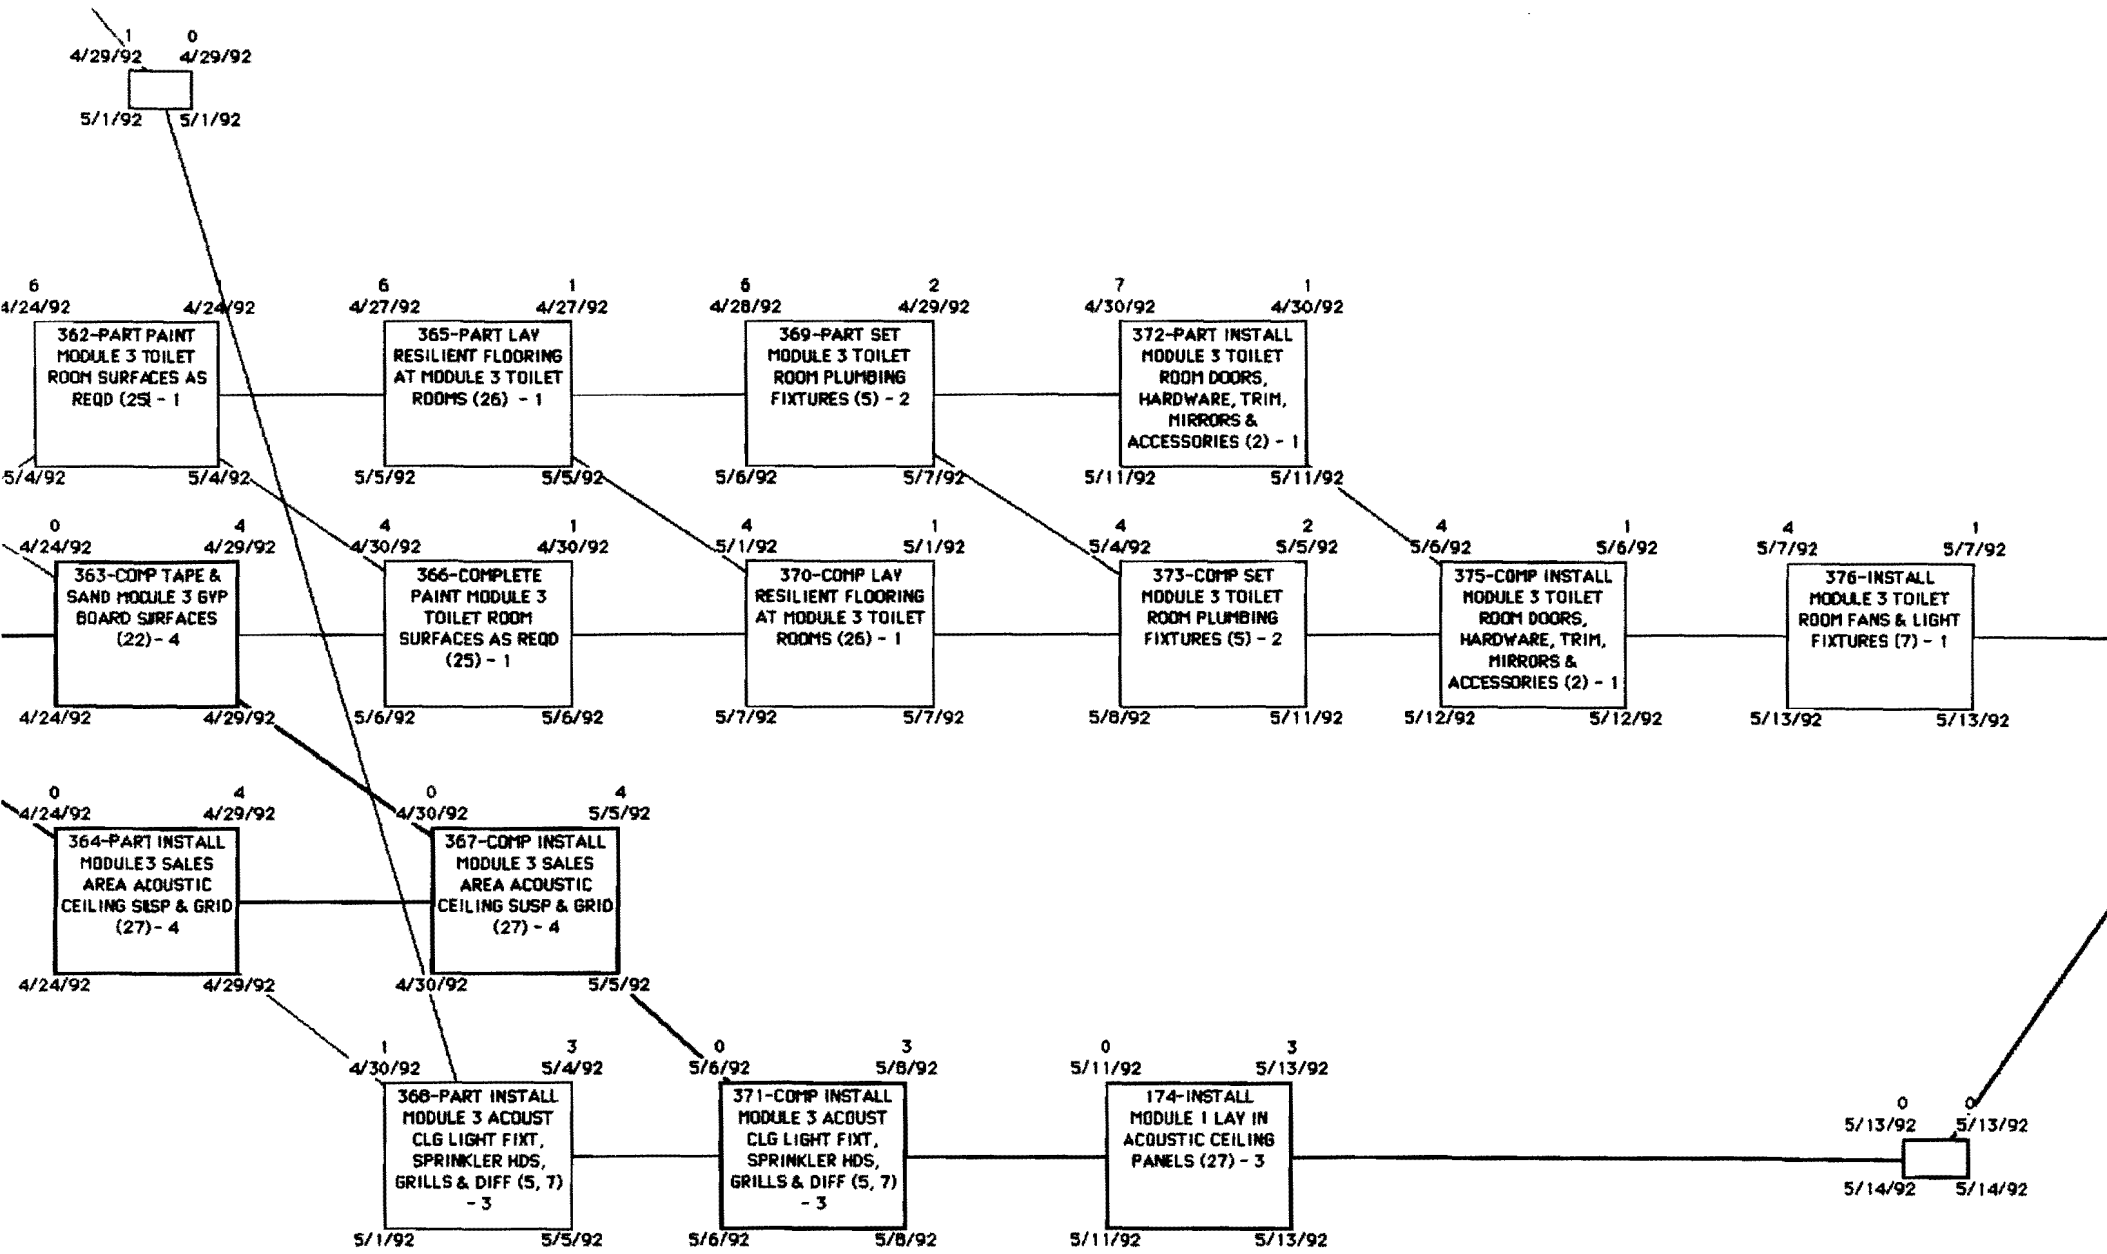 1 0
4/29/92 4/29/92
5/1/92 5/1/92
6 1
4/24/92 4/24/92
362-PART PAINT
MODULE 3 TOILET
ROOM SURFACES AS
REQD (25) - 1
5/4/92 5/4/92
6 1
4/27/92 4/27/92
365-PART LAY
RESILIENT FLOORING
AT MODULE 3 TOILET
ROOMS (26) - 1
5/5/92 5/5/92
6 2
4/28/92 4/29/92
369-PART SET
MODULE 3 TOILET
ROOM PLUMBING
FIXTURES (5) - 2
5/6/92 5/7/92
7 1
4/30/92 4/30/92
372-PART INSTALL
MODULE 3 TOILET
ROOM DOORS,
HARDWARE, TRIM,
MIRRORS &
ACCESSORIES (2) - 1
5/11/92 5/11/92
0 4
4/24/92 4/29/92
363-COMP TAPE &
SAND MODULE 3 GYP
BOARD SURFACES
(22) - 4
4/24/92 4/29/92
4 1
4/30/92 4/30/92
366-COMPLETE
PAINT MODULE 3
TOILET ROOM
SURFACES AS REQD
(25) - 1
5/6/92 5/6/92
4 1
5/1/92 5/1/92
370-COMP LAY
RESILIENT FLOORING
AT MODULE 3 TOILET
ROOMS (26) - 1
5/7/92 5/7/92
4 2
5/4/92 5/5/92
373-COMP SET
MODULE 3 TOILET
ROOM PLUMBING
FIXTURES (5) - 2
5/8/92 5/11/92
4 1
5/6/92 5/6/92
375-COMP INSTALL
MODULE 3 TOILET
ROOM DOORS,
HARDWARE, TRIM,
MIRRORS &
ACCESSORIES (2) - 1
5/12/92 5/12/92
4 1
5/7/92 5/7/92
376-INSTALL
MODULE 3 TOILET
ROOM FANS & LIGHT
FIXTURES (7) - 1
5/13/92 5/13/92
0 4
4/24/92 4/29/92
364-PART INSTALL
MODULE 3 SALES
AREA ACOUSTIC
CEILING SUSP & GRID
(27) - 4
4/24/92 4/29/92
0 4
4/30/92 5/5/92
367-COMP INSTALL
MODULE 3 SALES
AREA ACOUSTIC
CEILING SUSP & GRID
(27) - 4
4/30/92 5/5/92
1 3
4/30/92 5/4/92
368-PART INSTALL
MODULE 3 ACOUST
CLG LIGHT FIXT,
SPRINKLER HDS,
GRILLS & DIFF (5, 7)
- 3
5/1/92 5/5/92
0 3
5/6/92 5/8/92
371-COMP INSTALL
MODULE 3 ACOUST
CLG LIGHT FIXT,
SPRINKLER HDS,
GRILLS & DIFF (5, 7)
- 3
5/6/92 5/8/92
0 3
5/11/92 5/13/92
174-INSTALL
MODULE 1 LAY IN
ACOUSTIC CEILING
PANELS (27) - 3
5/11/92 5/13/92
0 0
5/13/92 5/13/92
5/14/92 5/14/92